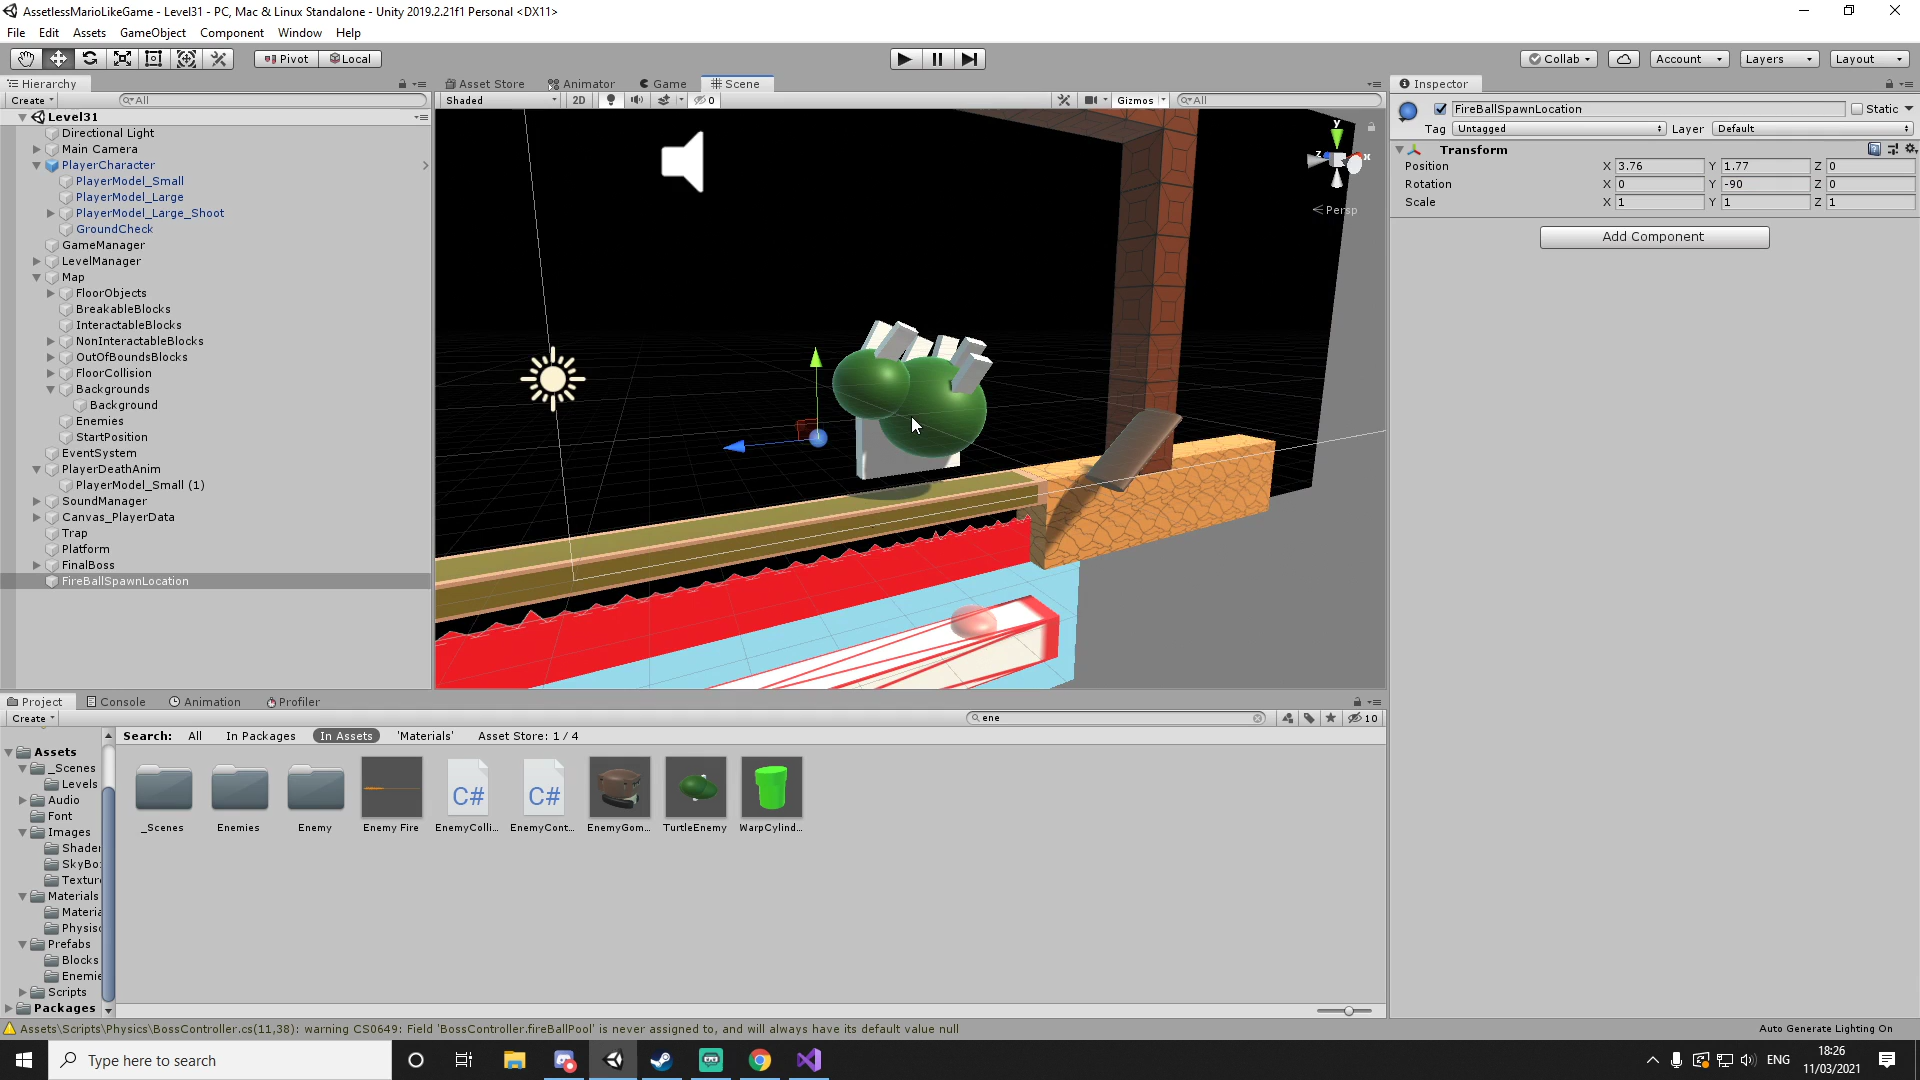 AssetlessMarioLikeGame - Level31 - PC, Mac & Linux Standalone - Unity 2019.2.21f1 Personal <DX11>
File Edit Assets GameObject Component Window Help
Pivot Local Collab Account Layers Layout
Hierarchy Asset Store Animator Game Scene Inspector
Create All Shaded 2D 0 Gizmos All
FireBallSpawnLocation Static
Tag Untagged Layer Default
Transform
Position X 3.76 Y 1.77 Z 0
Rotation X 0 Y -90 Z 0
Scale X 1 Y 1 Z 1
Add Component
y
z x
Persp
Level31
Directional Light
Main Camera
PlayerCharacter
PlayerModel_Small
PlayerModel_Large
PlayerModel_Large_Shoot
GroundCheck
GameManager
LevelManager
Map
FloorObjects
BreakableBlocks
InteractableBlocks
NonInteractableBlocks
OutOfBoundsBlocks
FloorCollision
Backgrounds
Background
Enemies
StartPosition
EventSystem
PlayerDeathAnim
PlayerModel_Small (1)
SoundManager
Canvas_PlayerData
Trap
Platform
FinalBoss
FireBallSpawnLocation
Project Console Animation Profiler
Create ene 10
Search: All In Packages In Assets 'Materials' Asset Store: 1 / 4
Assets
_Scenes
Levels
Audio
Font
Images
Shader
SkyBo
Textur
Materials
Materia
Physic
Prefabs
Blocks
Enemie
Scripts
Packages
C# C#
_Scenes Enemies Enemy Enemy Fire EnemyColli... EnemyCont... EnemyGom... TurtleEnemy WarpCylind...
Assets\Scripts\Physics\BossController.cs(11,38): warning CS0649: Field 'BossController.fireBallPool' is never assigned to, and will always have its default value null
Auto Generate Lighting On
Type here to search
ENG
18:26
11/03/2021